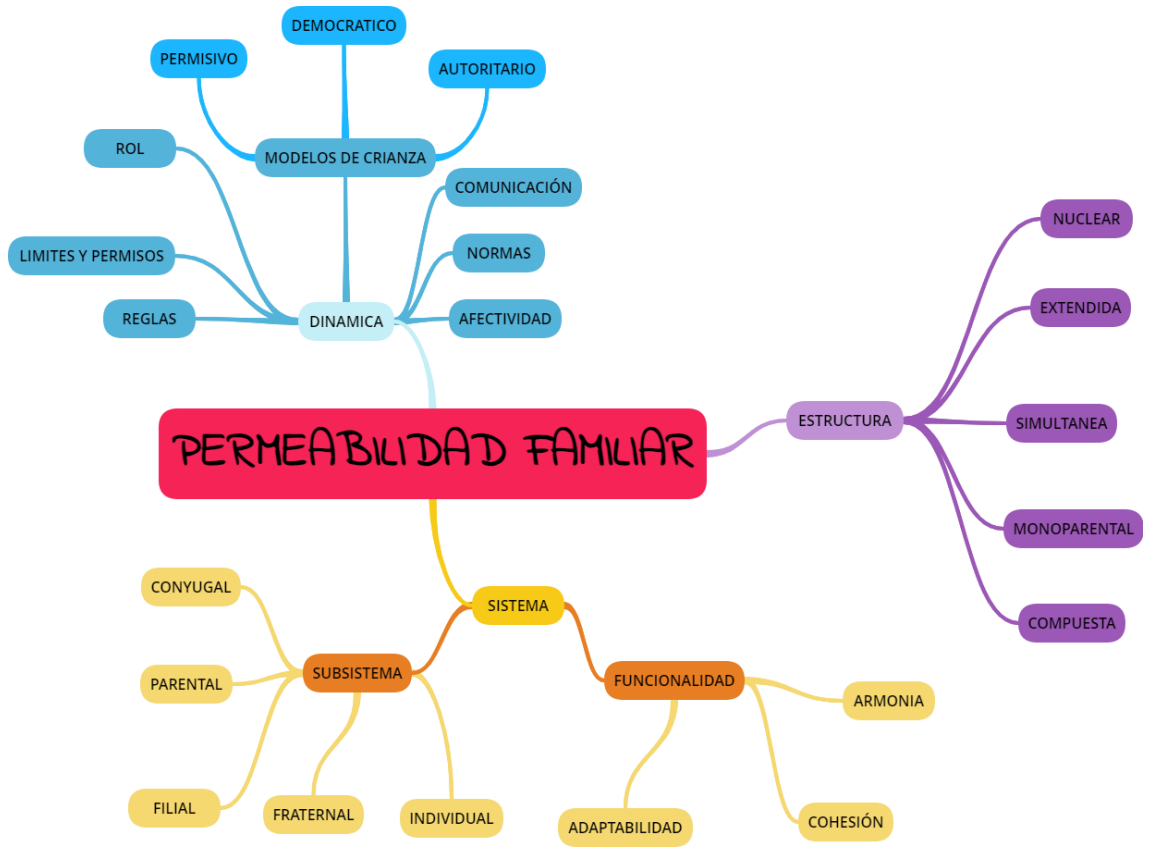 DEMOCRATICO
PERMISIVO
AUTORITARIO
ROL
MODELOS DE CRIANZA
COMUNICACIÓN
LIMITES Y PERMISOS
NORMAS
REGLAS
DINAMICA
AFECTIVIDAD
NUCLEAR
EXTENDIDA
ESTRUCTURA
SIMULTANEA
MONOPARENTAL
COMPUESTA
PERMEABILIDAD FAMILIAR
SISTEMA
CONYUGAL
SUBSISTEMA
PARENTAL
FILIAL
FRATERNAL
INDIVIDUAL
FUNCIONALIDAD
ARMONIA
ADAPTABILIDAD
COHESIÓN